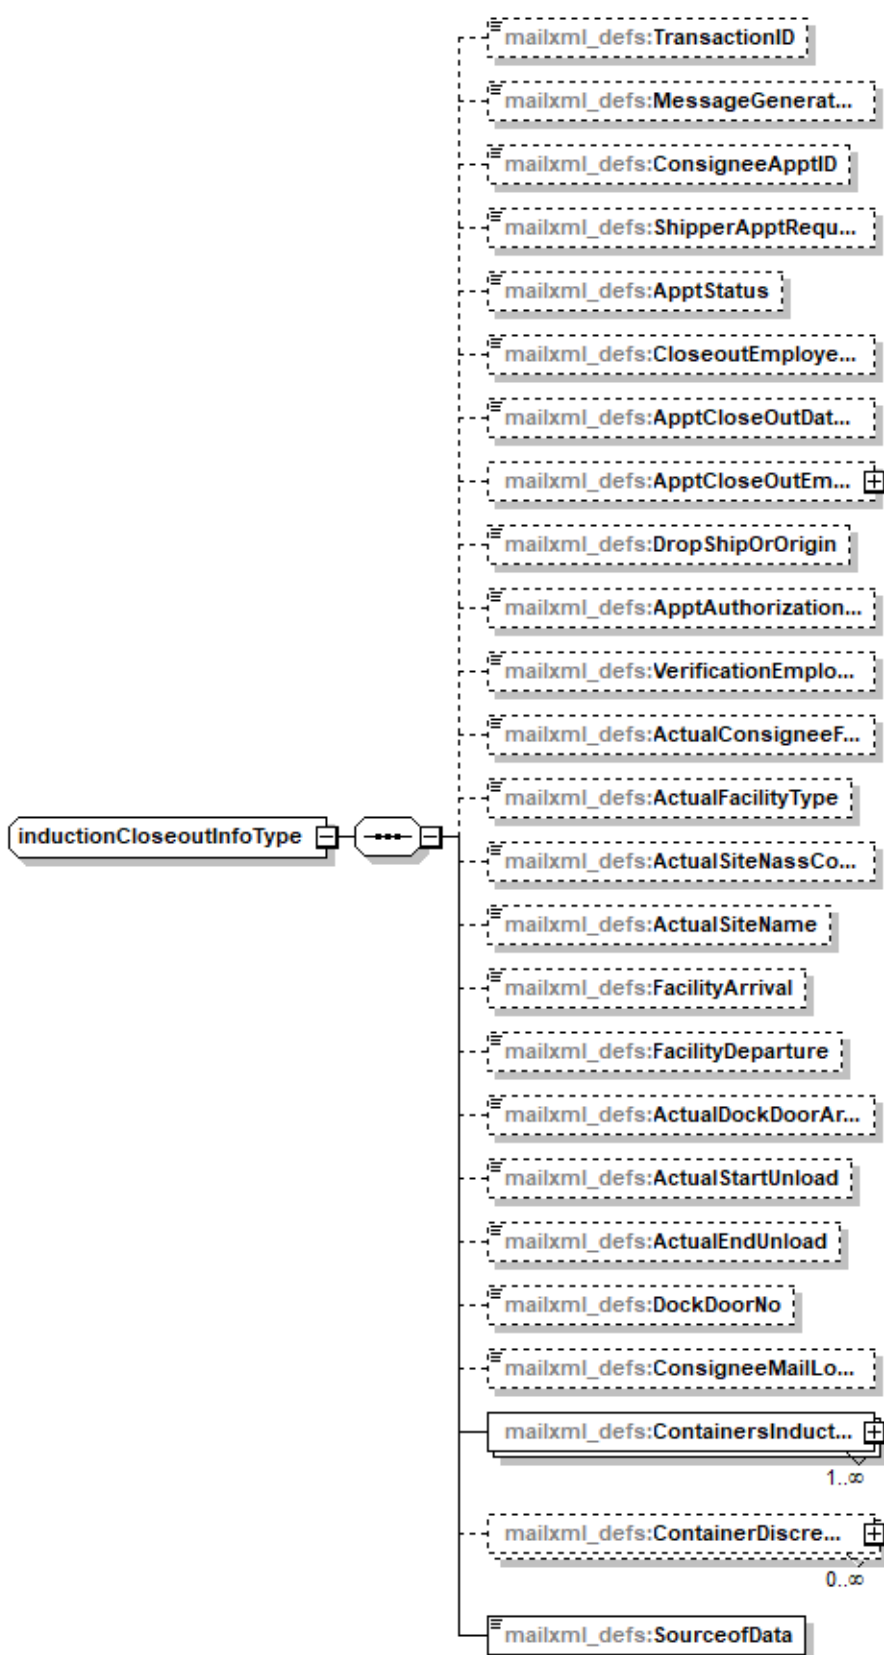 mailxml_defs:TransactionID
mailxml_defs:MessageGenerat...
mailxml_defs:ConsigneeApptID
mailxml_defs:ShipperApptRequ...
mailxml_defs:ApptStatus
mailxml_defs:CloseoutEmploye...
mailxml_defs:ApptCloseOutDat...
mailxml_defs:ApptCloseOutEm...
mailxml_defs:DropShipOrOrigin
mailxml_defs:ApptAuthorization...
mailxml_defs:VerificationEmplo...
mailxml_defs:ActualConsigneeF...
mailxml_defs:ActualFacilityType
inductionCloseoutInfoType
mailxml_defs:ActualSiteNassCo...
mailxml_defs:ActualSiteName
mailxml_defs:FacilityArrival
mailxml_defs:FacilityDeparture
mailxml_defs:ActualDockDoorAr...
mailxml_defs:ActualStartUnload
mailxml_defs:ActualEndUnload
mailxml_defs:DockDoorNo
mailxml_defs:ConsigneeMailLo...
mailxml_defs:ContainersInduct...
1..∞
mailxml_defs:ContainerDiscre...
0..∞
mailxml_defs:SourceofData